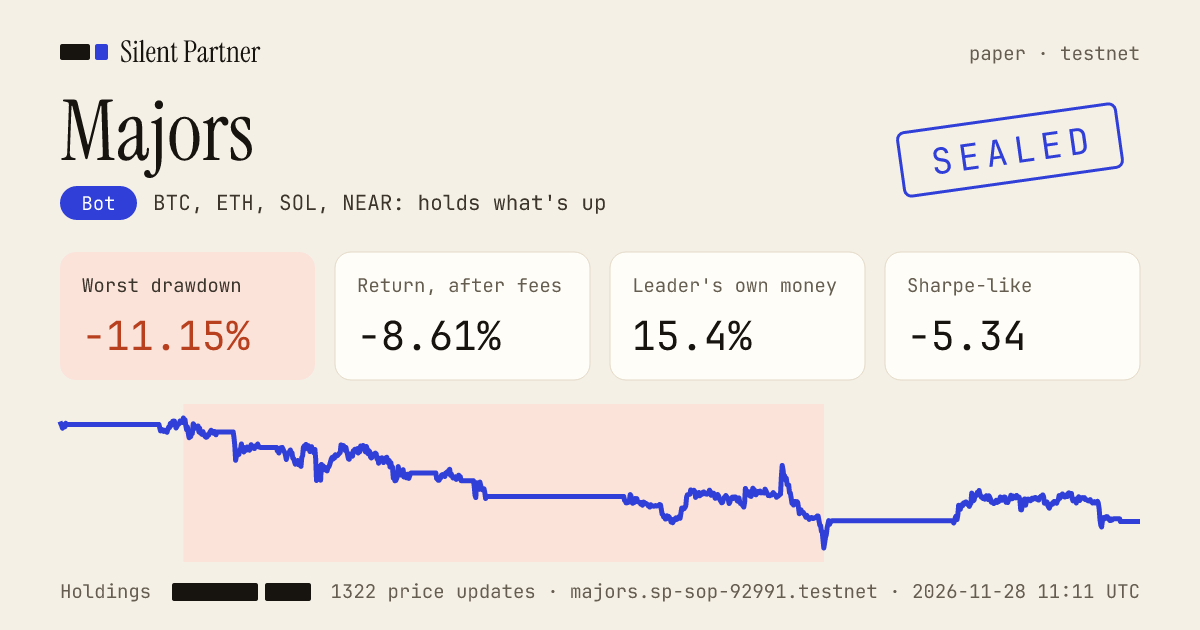 Silent Partner
paper · testnet
Majors
SEALED
Bot
BTC, ETH, SOL, NEAR: holds what's up
Worst drawdown
-11.15%
Return, after fees
-8.61%
Leader's own money
15.4%
Sharpe-like
-5.34
Holdings
1322 price updates · majors.sp-sop-92991.testnet · 2026-11-28 11:11 UTC